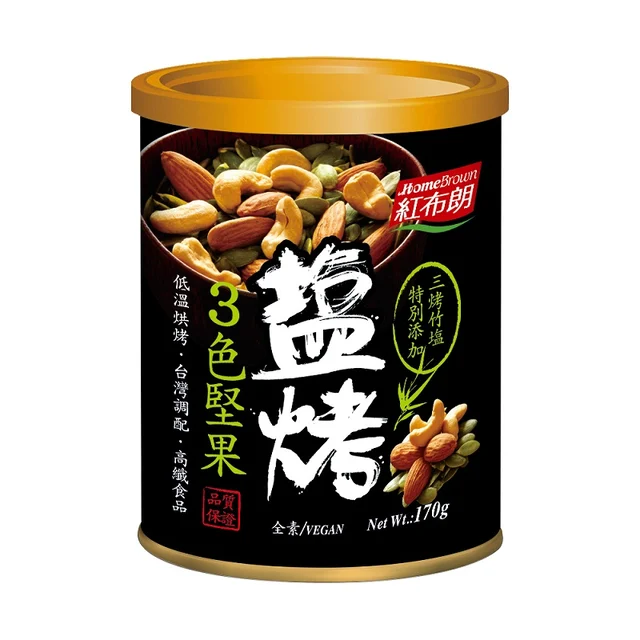 HomeBrown
紅布朗
三烤竹塩
特別添加
塩烤
3色堅果
低溫烘烤·台灣調配·高纖食品
品質
保證
全素/VEGAN
Net Wt.:170g